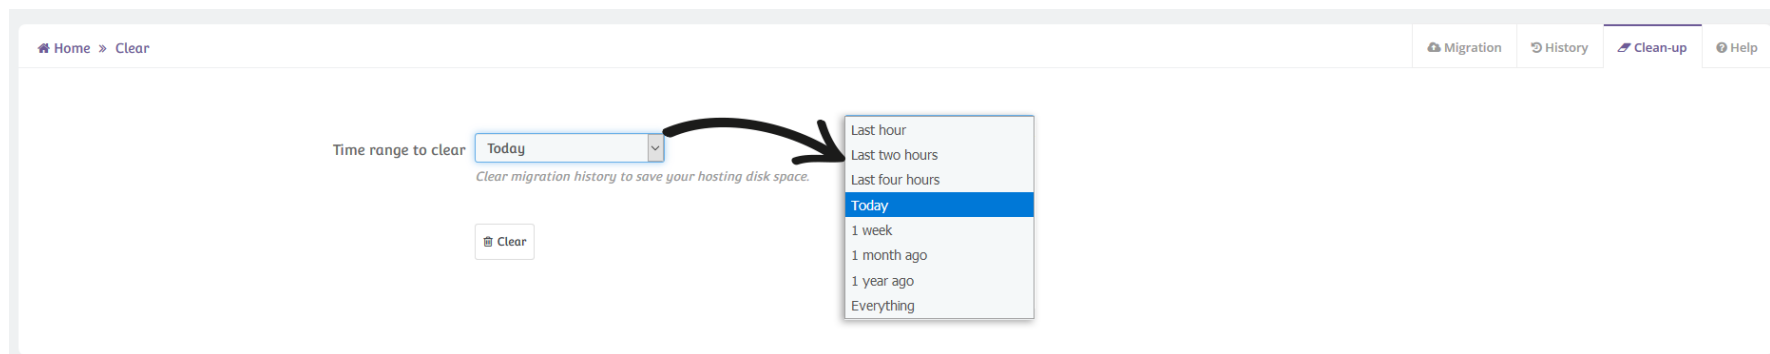 Home » Clear
Migration
History
Clean-up
Help
Time range to clear
Today
Clear migration history to save your hosting disk space.
Clear
Last hour
Last two hours
Last four hours
Today
1 week
1 month ago
1 year ago
Everything